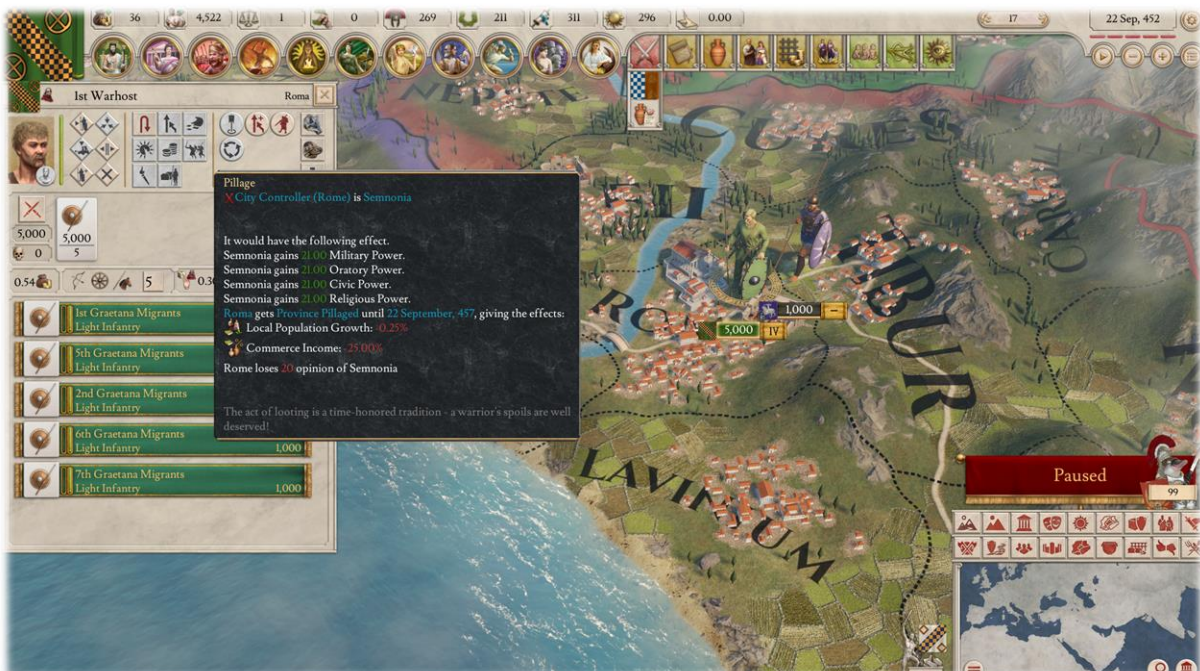 36
4,522
1
0
269
211
311
296
0.00
17
22 Sep, 452
1st Warhost
Roma
5,000
0
5,000
5
0.54
5
1st Graetana Migrants
Light Infantry
5th Graetana Migrants
Light Infantry
2nd Graetana Migrants
Light Infantry
6th Graetana Migrants
Light Infantry
1,000
7th Graetana Migrants
Light Infantry
1,000
Pillage
City Controller (Rome) is Semnonia
It would have the following effect.
Semnonia gains 21.00 Military Power.
Semnonia gains 21.00 Oratory Power.
Semnonia gains 21.00 Civic Power.
Semnonia gains 21.00 Religious Power.
Roma gets Province Pillaged until 22 September, 457, giving the effects:
Local Population Growth: -0.25%
Commerce Income: -25.00%
Rome loses 20 opinion of Semnonia
The act of looting is a time-honored tradition - a warrior's spoils are well
deserved!
1,000
5,000
IV
TIBUR
LAVINIUM
Paused
99